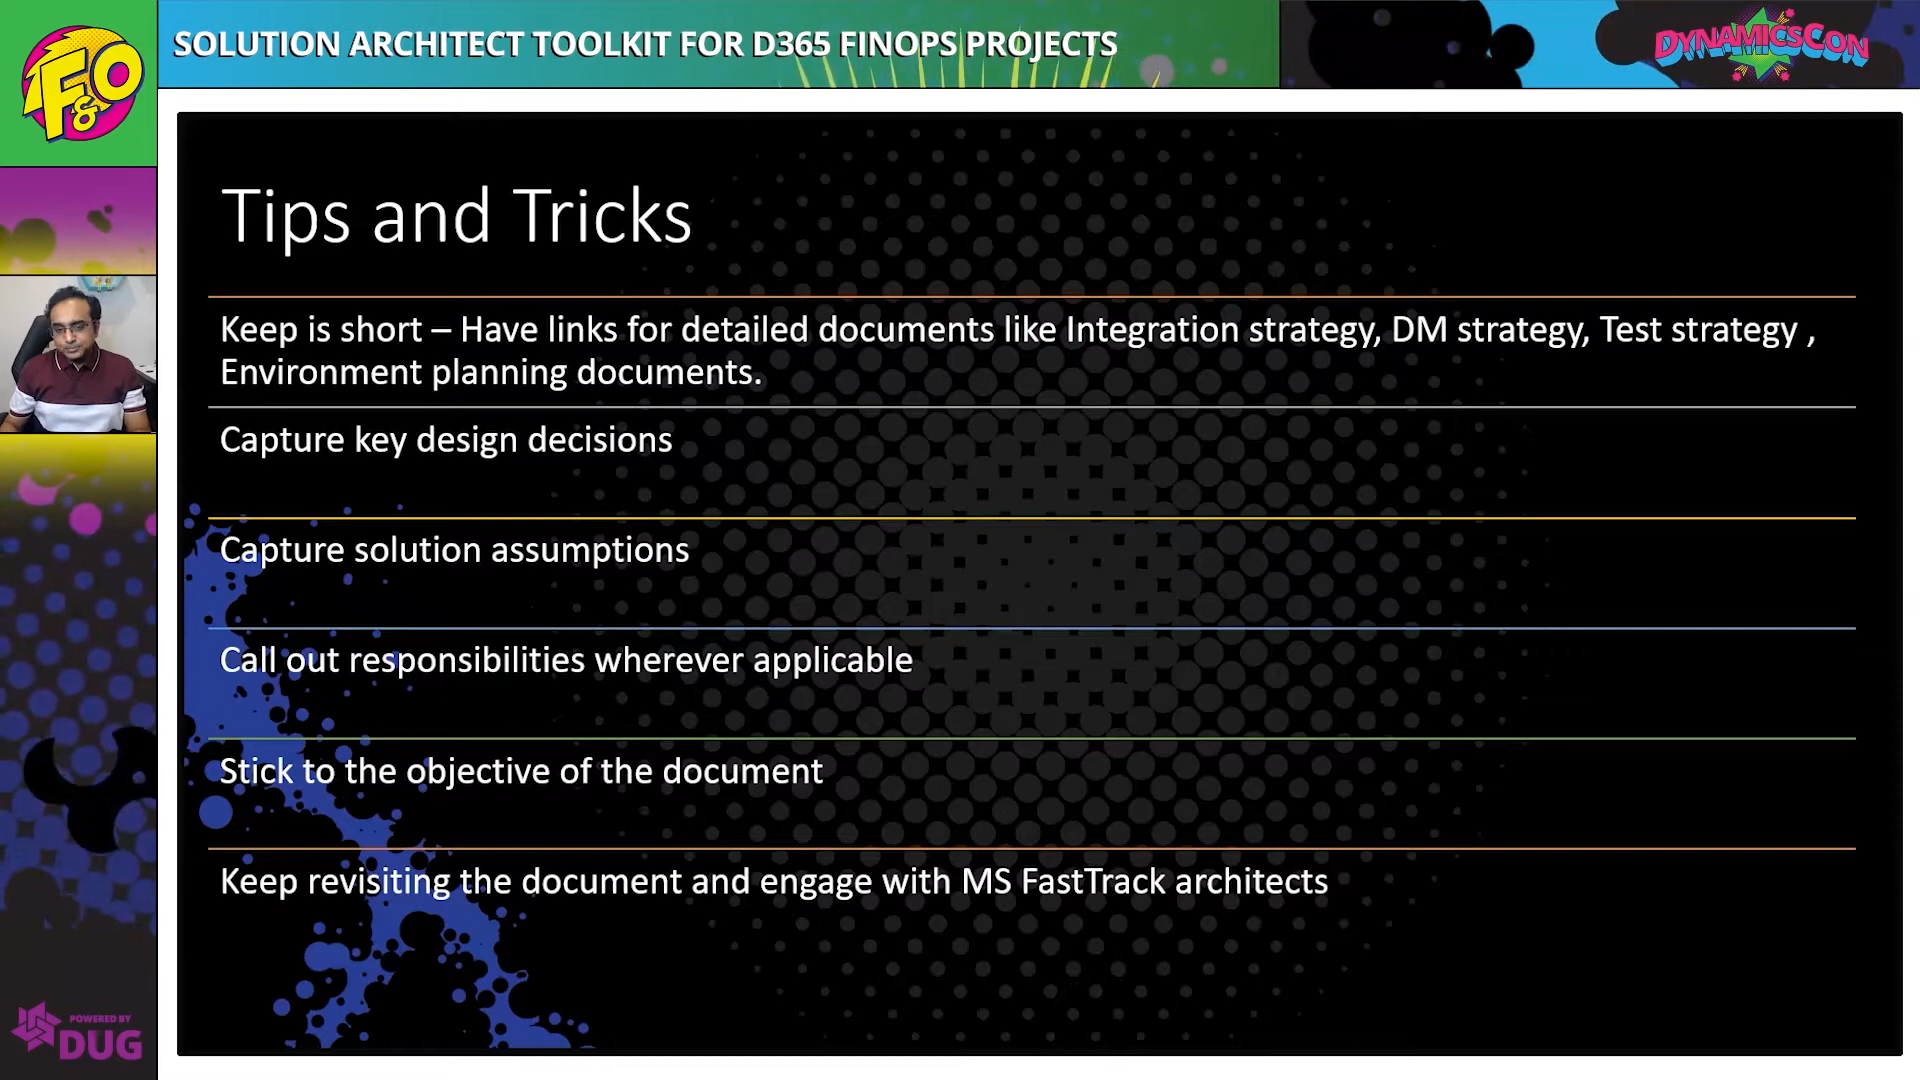 F&O
SOLUTION ARCHITECT TOOLKIT FOR D365 FINOPS PROJECTS
DYNAMICSCON
Tips and Tricks
Keep is short – Have links for detailed documents like Integration strategy, DM strategy, Test strategy ,
Environment planning documents.
Capture key design decisions
Capture solution assumptions
Call out responsibilities wherever applicable
Stick to the objective of the document
Keep revisiting the document and engage with MS FastTrack architects
POWERED BY
DUG